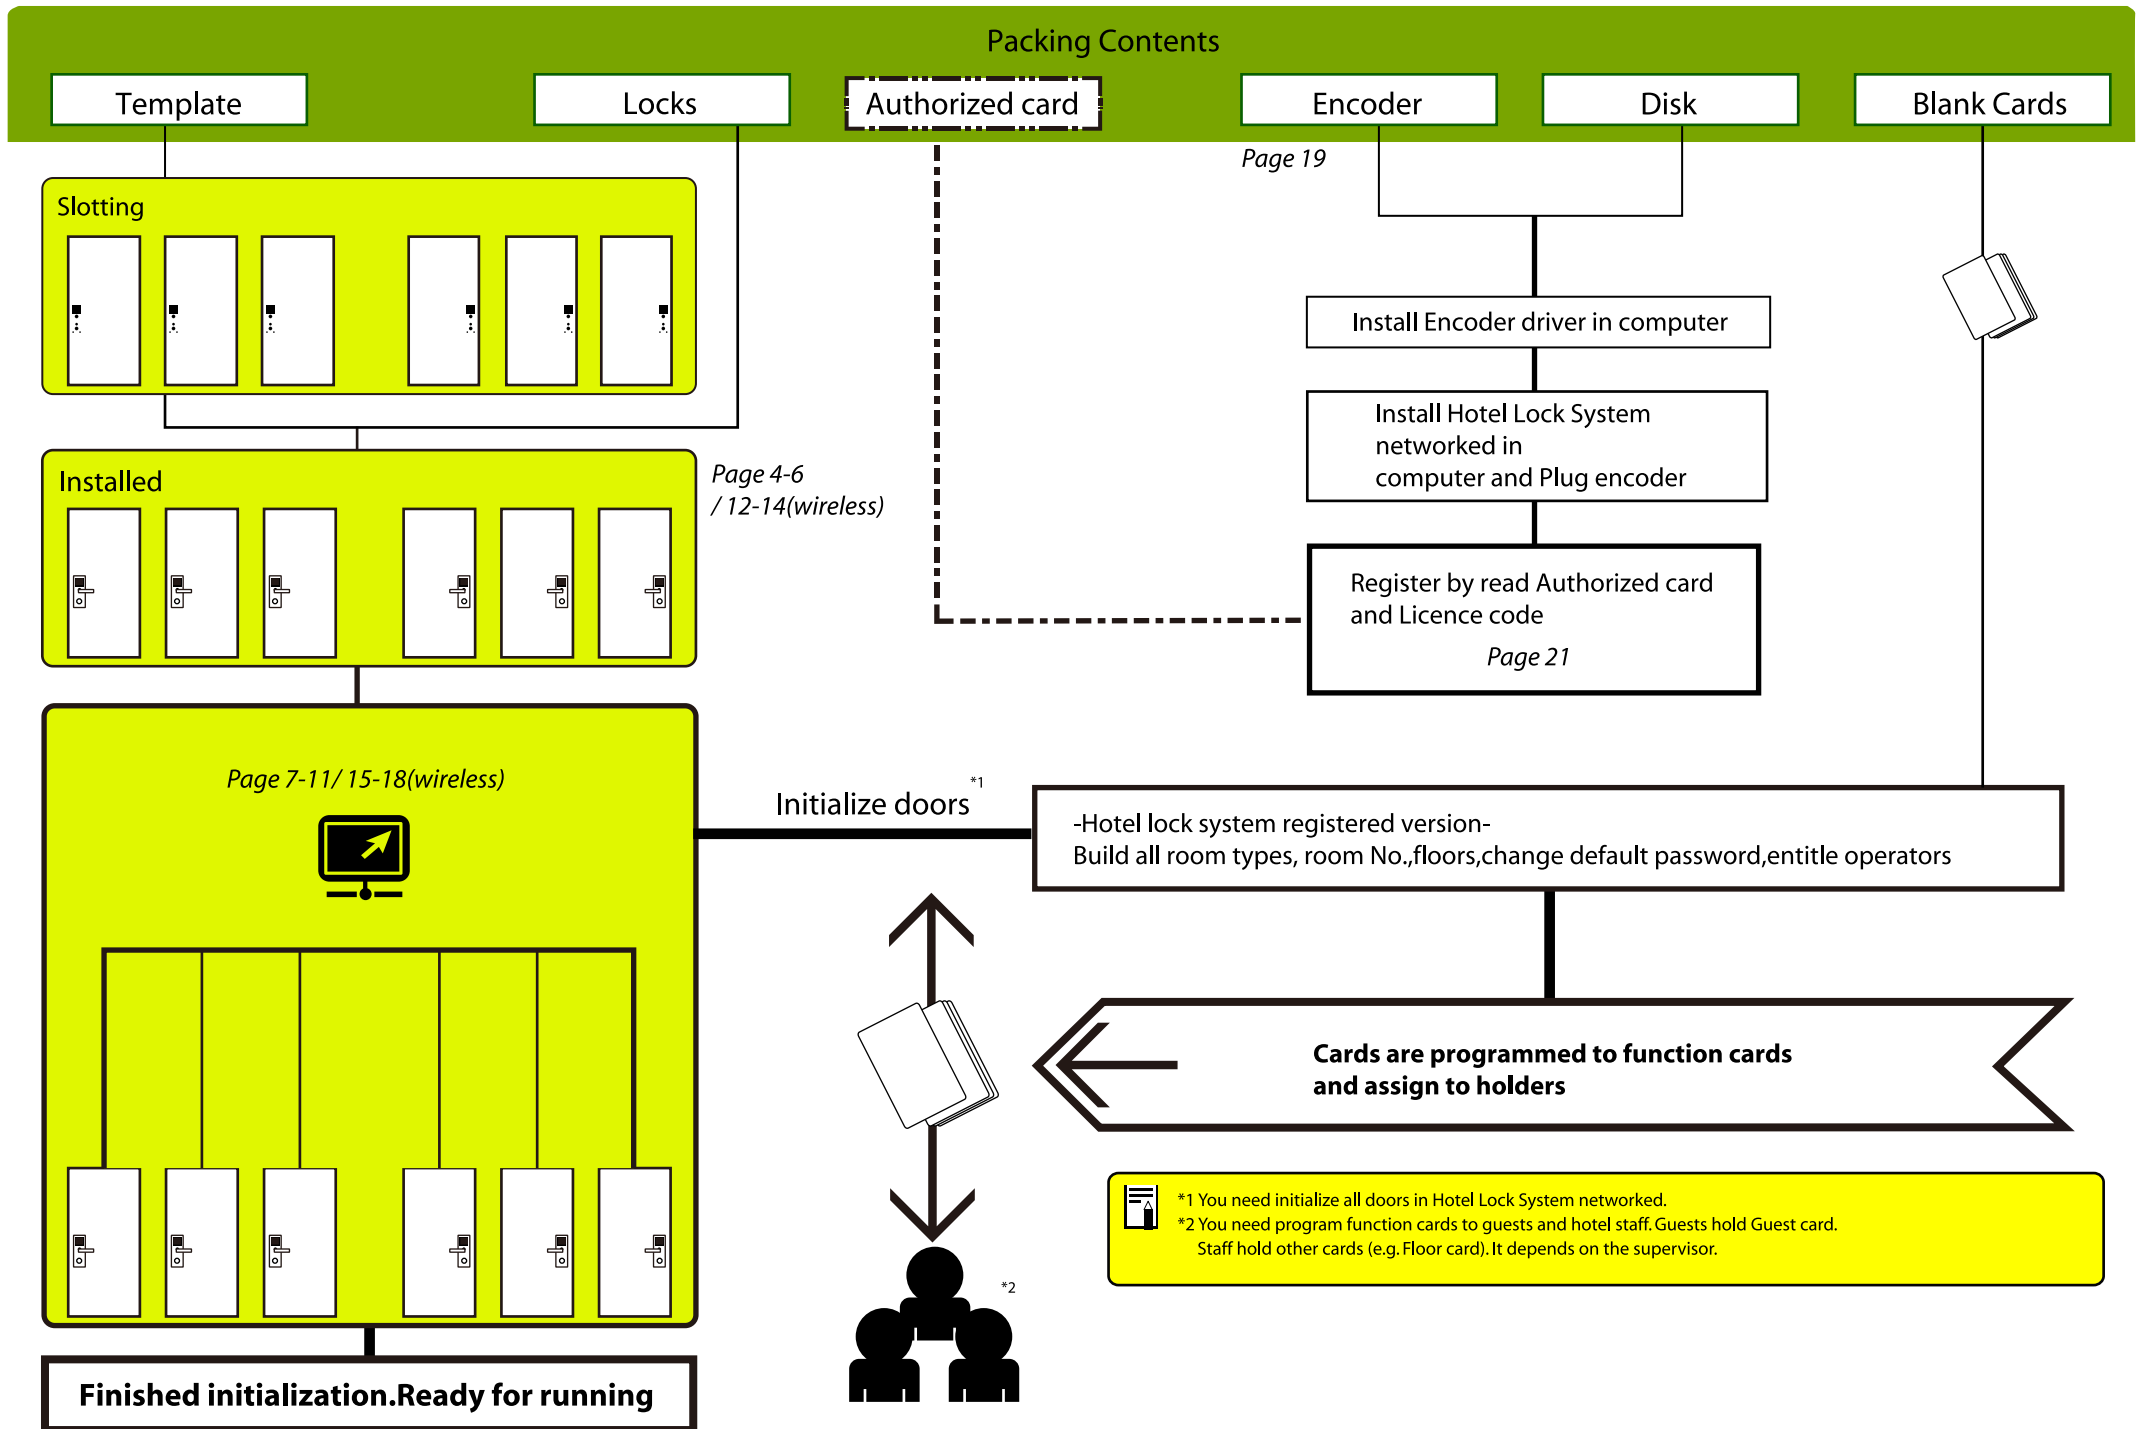 Packing Contents
Template
Locks
Authorized card
Encoder
Disk
Blank Cards
Page 19
Slotting
Install Encoder driver in computer
Install Hotel Lock System
networked in
computer and Plug encoder
Installed
Page 4-6
/ 12-14(wireless)
Register by read Authorized card
and Licence code
Page 21
Page 7-11/ 15-18(wireless)
Initialize doors *1
-Hotel lock system registered version-
Build all room types, room No.,floors,change default password,entitle operators
Cards are programmed to function cards
and assign to holders
*1 You need initialize all doors in Hotel Lock System networked.
*2 You need program function cards to guests and hotel staff. Guests hold Guest card.
Staff hold other cards (e.g. Floor card). It depends on the supervisor.
*2
Finished initialization.Ready for running